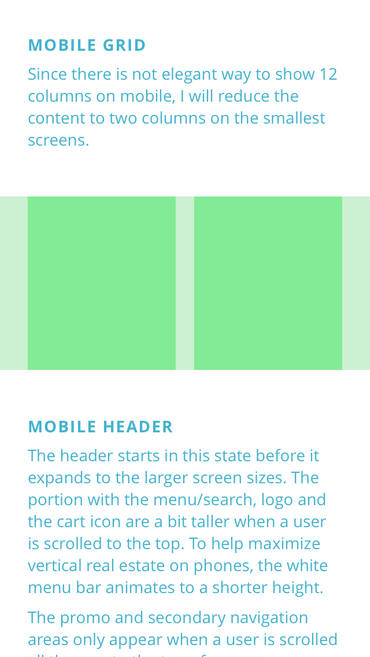 MOBILE GRID
Since there is not elegant way to show 12
columns on mobile, I will reduce the
content to two columns on the smallest
screens.
MOBILE HEADER
The header starts in this state before it
expands to the larger screen sizes. The
portion with the menu/search, logo and
the cart icon are a bit taller when a user
is scrolled to the top. To help maximize
vertical real estate on phones, the white
menu bar animates to a shorter height.
The promo and secondary navigation
areas only appear when a user is scrolled